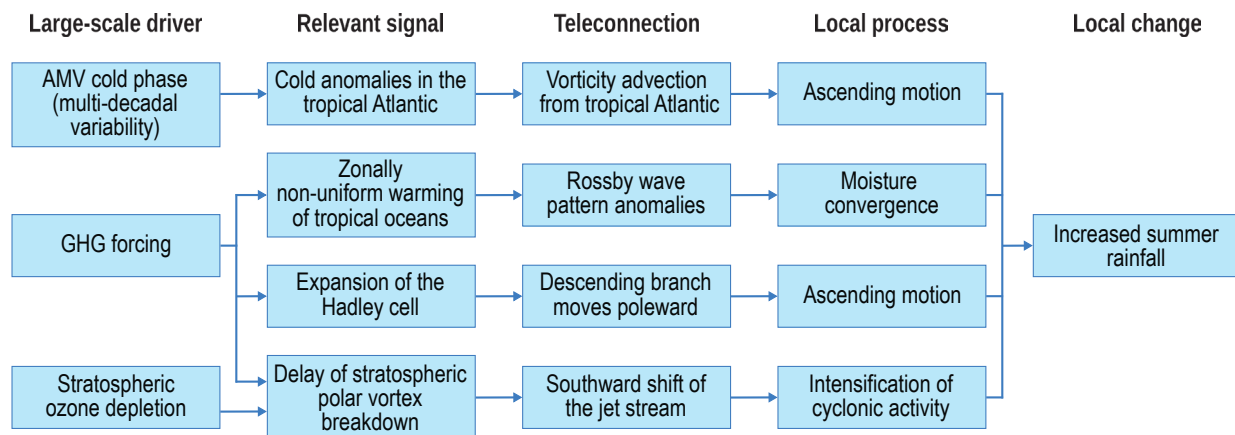 Large-scale driver
Relevant signal
Teleconnection
Local process
Local change
AMV cold phase
(multi-decadal
variability)
Cold anomalies in the
tropical Atlantic
Vorticity advection
from tropical Atlantic
Ascending motion
GHG forcing
Zonally
non-uniform warming
of tropical oceans
Rossby wave
pattern anomalies
Moisture
convergence
Increased summer
rainfall
Expansion of the
Hadley cell
Descending branch
moves poleward
Ascending motion
Stratospheric
ozone depletion
Delay of stratospheric
polar vortex
breakdown
Southward shift of
the jet stream
Intensification of
cyclonic activity